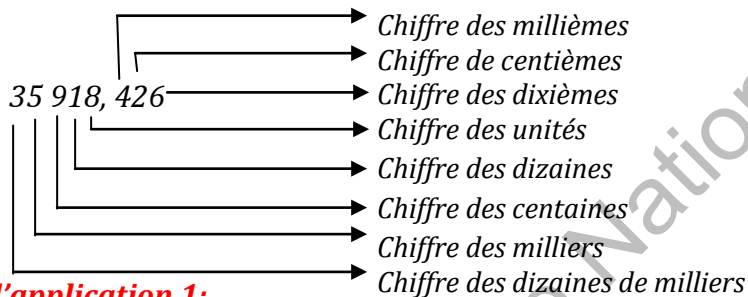 Chiffre des millièmes
Chiffre de centièmes
35 918, 426
Chiffre des dixièmes
Chiffre des unités
Chiffre des dizaines
Chiffre des centaines
Chiffre des milliers
Chiffre des dizaines de milliers
l'application 1:
Nation